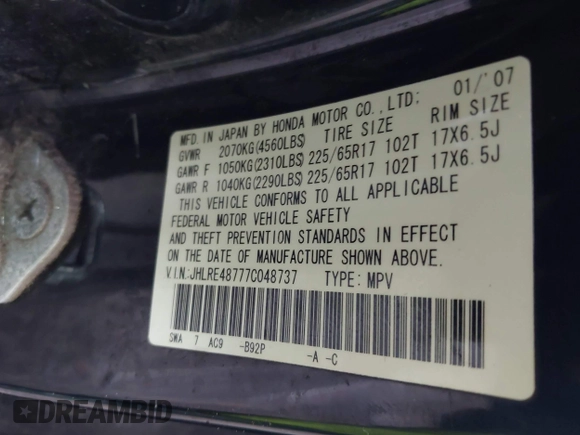 MFD. IN JAPAN BY HONDA MOTOR CO., LTD: 01/'07
GVWR 2070KG(4560LBS) TIRE SIZE RIM SIZE
GAWR F 1050KG(2310LBS) 225/65R17 102T 17X6.5J
GAWR R 1040KG(2290LBS) 225/65R17 102T 17X6.5J
THIS VEHICLE CONFORMS TO ALL APPLICABLE
FEDERAL MOTOR VEHICLE SAFETY
AND THEFT PREVENTION STANDARDS IN EFFECT
ON THE DATE OF MANUFACTURE SHOWN ABOVE.
V.I.N.:JHLRE48777C048737 TYPE: MPV
SWA 7 AC9 -B92P -A -C
DREAMBID